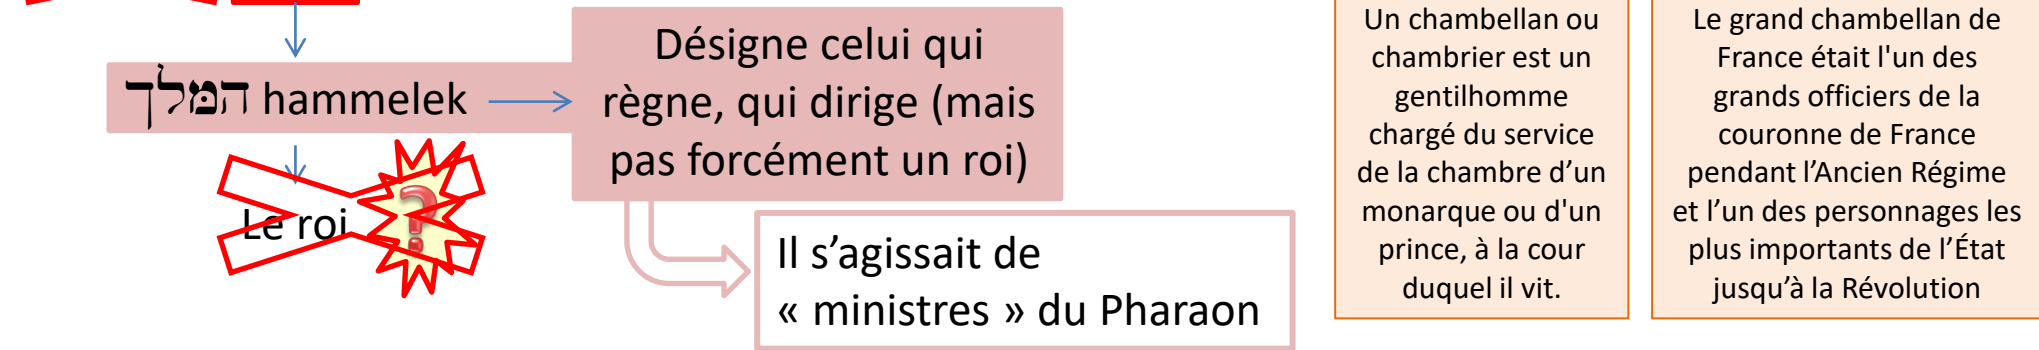 המּלך hammelek
Le roi
?
Désigne celui qui
règne, qui dirige (mais
pas forcément un roi)
Il s’agissait de
« ministres » du Pharaon
Un chambellan ou
chambrier est un
gentilhomme
chargé du service
de la chambre d’un
monarque ou d'un
prince, à la cour
duquel il vit.
Le grand chambellan de
France était l'un des
grands officiers de la
couronne de France
pendant l’Ancien Régime
et l’un des personnages les
plus importants de l’État
jusqu’à la Révolution